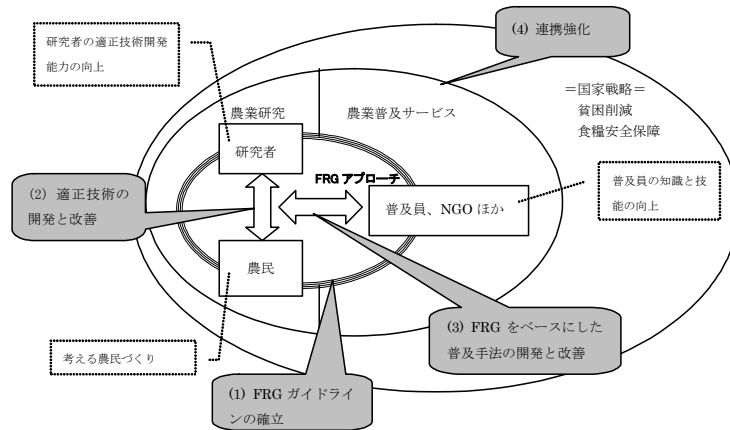 (4) 連携強化
研究者の適正技術開発
能力の向上
＝国家戦略＝
貧困削減
食糧安全保障
農業研究
農業普及サービス
研究者
FRG アプローチ
(2) 適正技術の
開発と改善
普及員、NGO ほか
普及員の知識と技
能の向上
農民
(3) FRG をベースにした
普及手法の開発と改善
考える農民づくり
(1) FRG ガイドライ
ンの確立